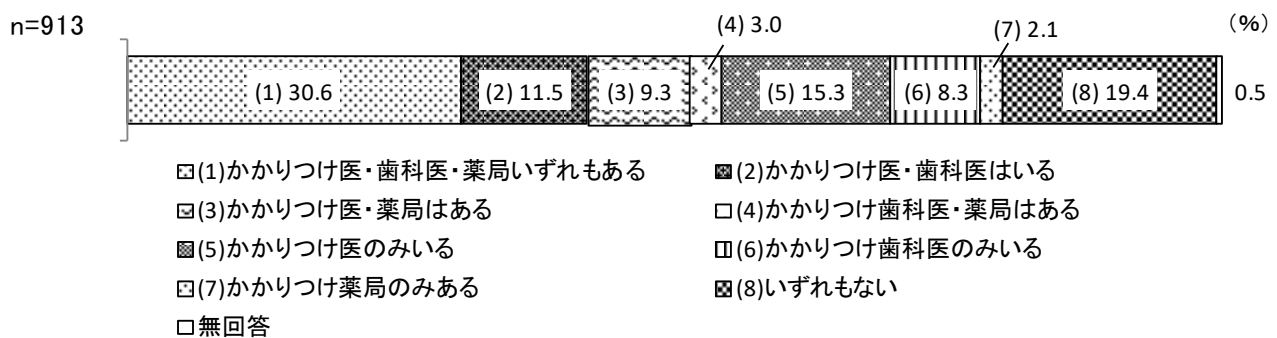 n=913
(4) 3.0
(7) 2.1
(%)
(1) 30.6
(2) 11.5
(3) 9.3
(5) 15.3
(6) 8.3
(8) 19.4
0.5
(1)かかりつけ医・歯科医・薬局いずれもある
(2)かかりつけ医・歯科医はいる
(3)かかりつけ医・薬局はある
(4)かかりつけ歯科医・薬局はある
(5)かかりつけ医のみいる
(6)かかりつけ歯科医のみいる
(7)かかりつけ薬局のみある
(8)いずれもない
無回答